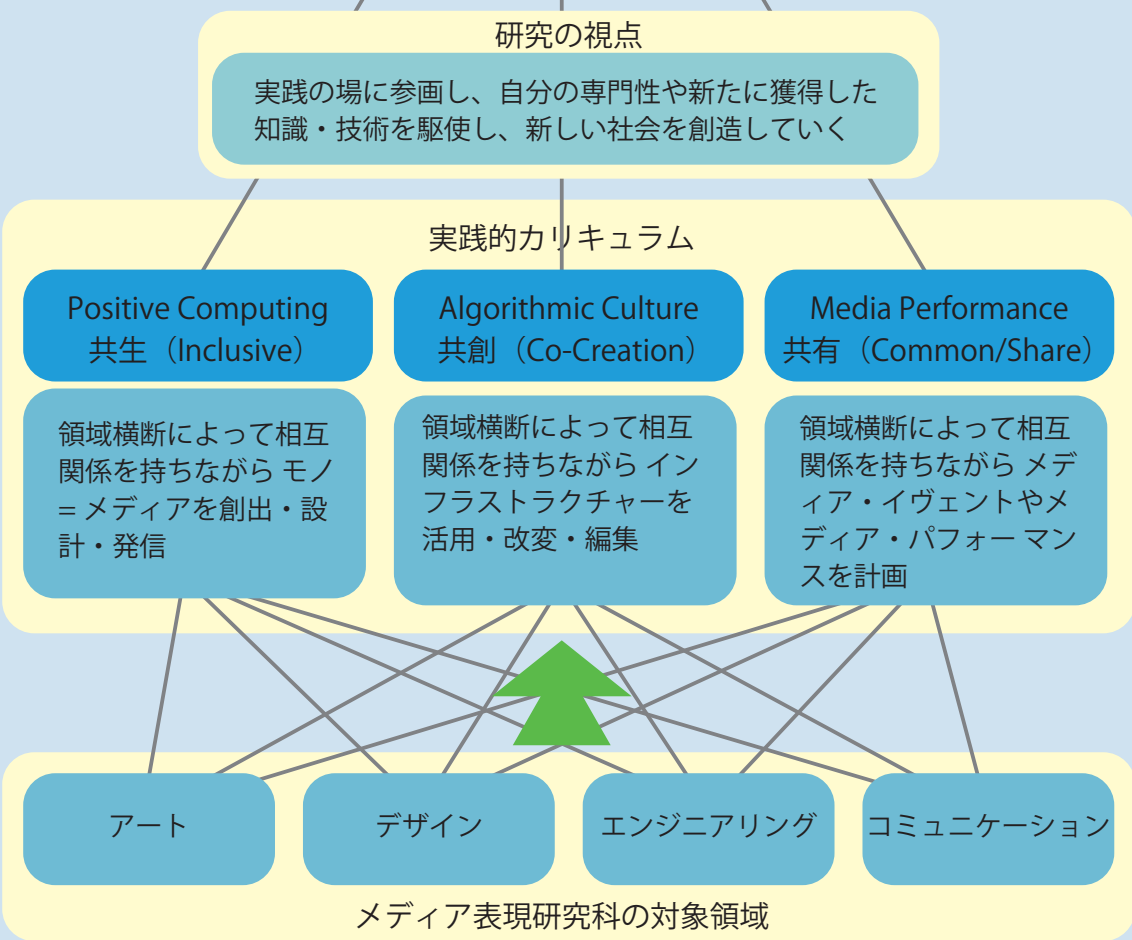 研究の視点
実践の場に参画し、自分の専門性や新たに獲得した
知識・技術を駆使し、新しい社会を創造していく
実践的カリキュラム
Positive Computing
共生（Inclusive）
領域横断によって相互
関係を持ちながら モノ
= メディアを創出・設
計・発信
Algorithmic Culture
共創（Co-Creation）
領域横断によって相互
関係を持ちながら イン
フラストラクチャーを
活用・改変・編集
Media Performance
共有（Common/Share）
領域横断によって相互
関係を持ちながら メデ
ィア・イヴェントやメ
ディア・パフォー マン
スを計画
アート
デザイン
エンジニアリング
コミュニケーション
メディア表現研究科の対象領域